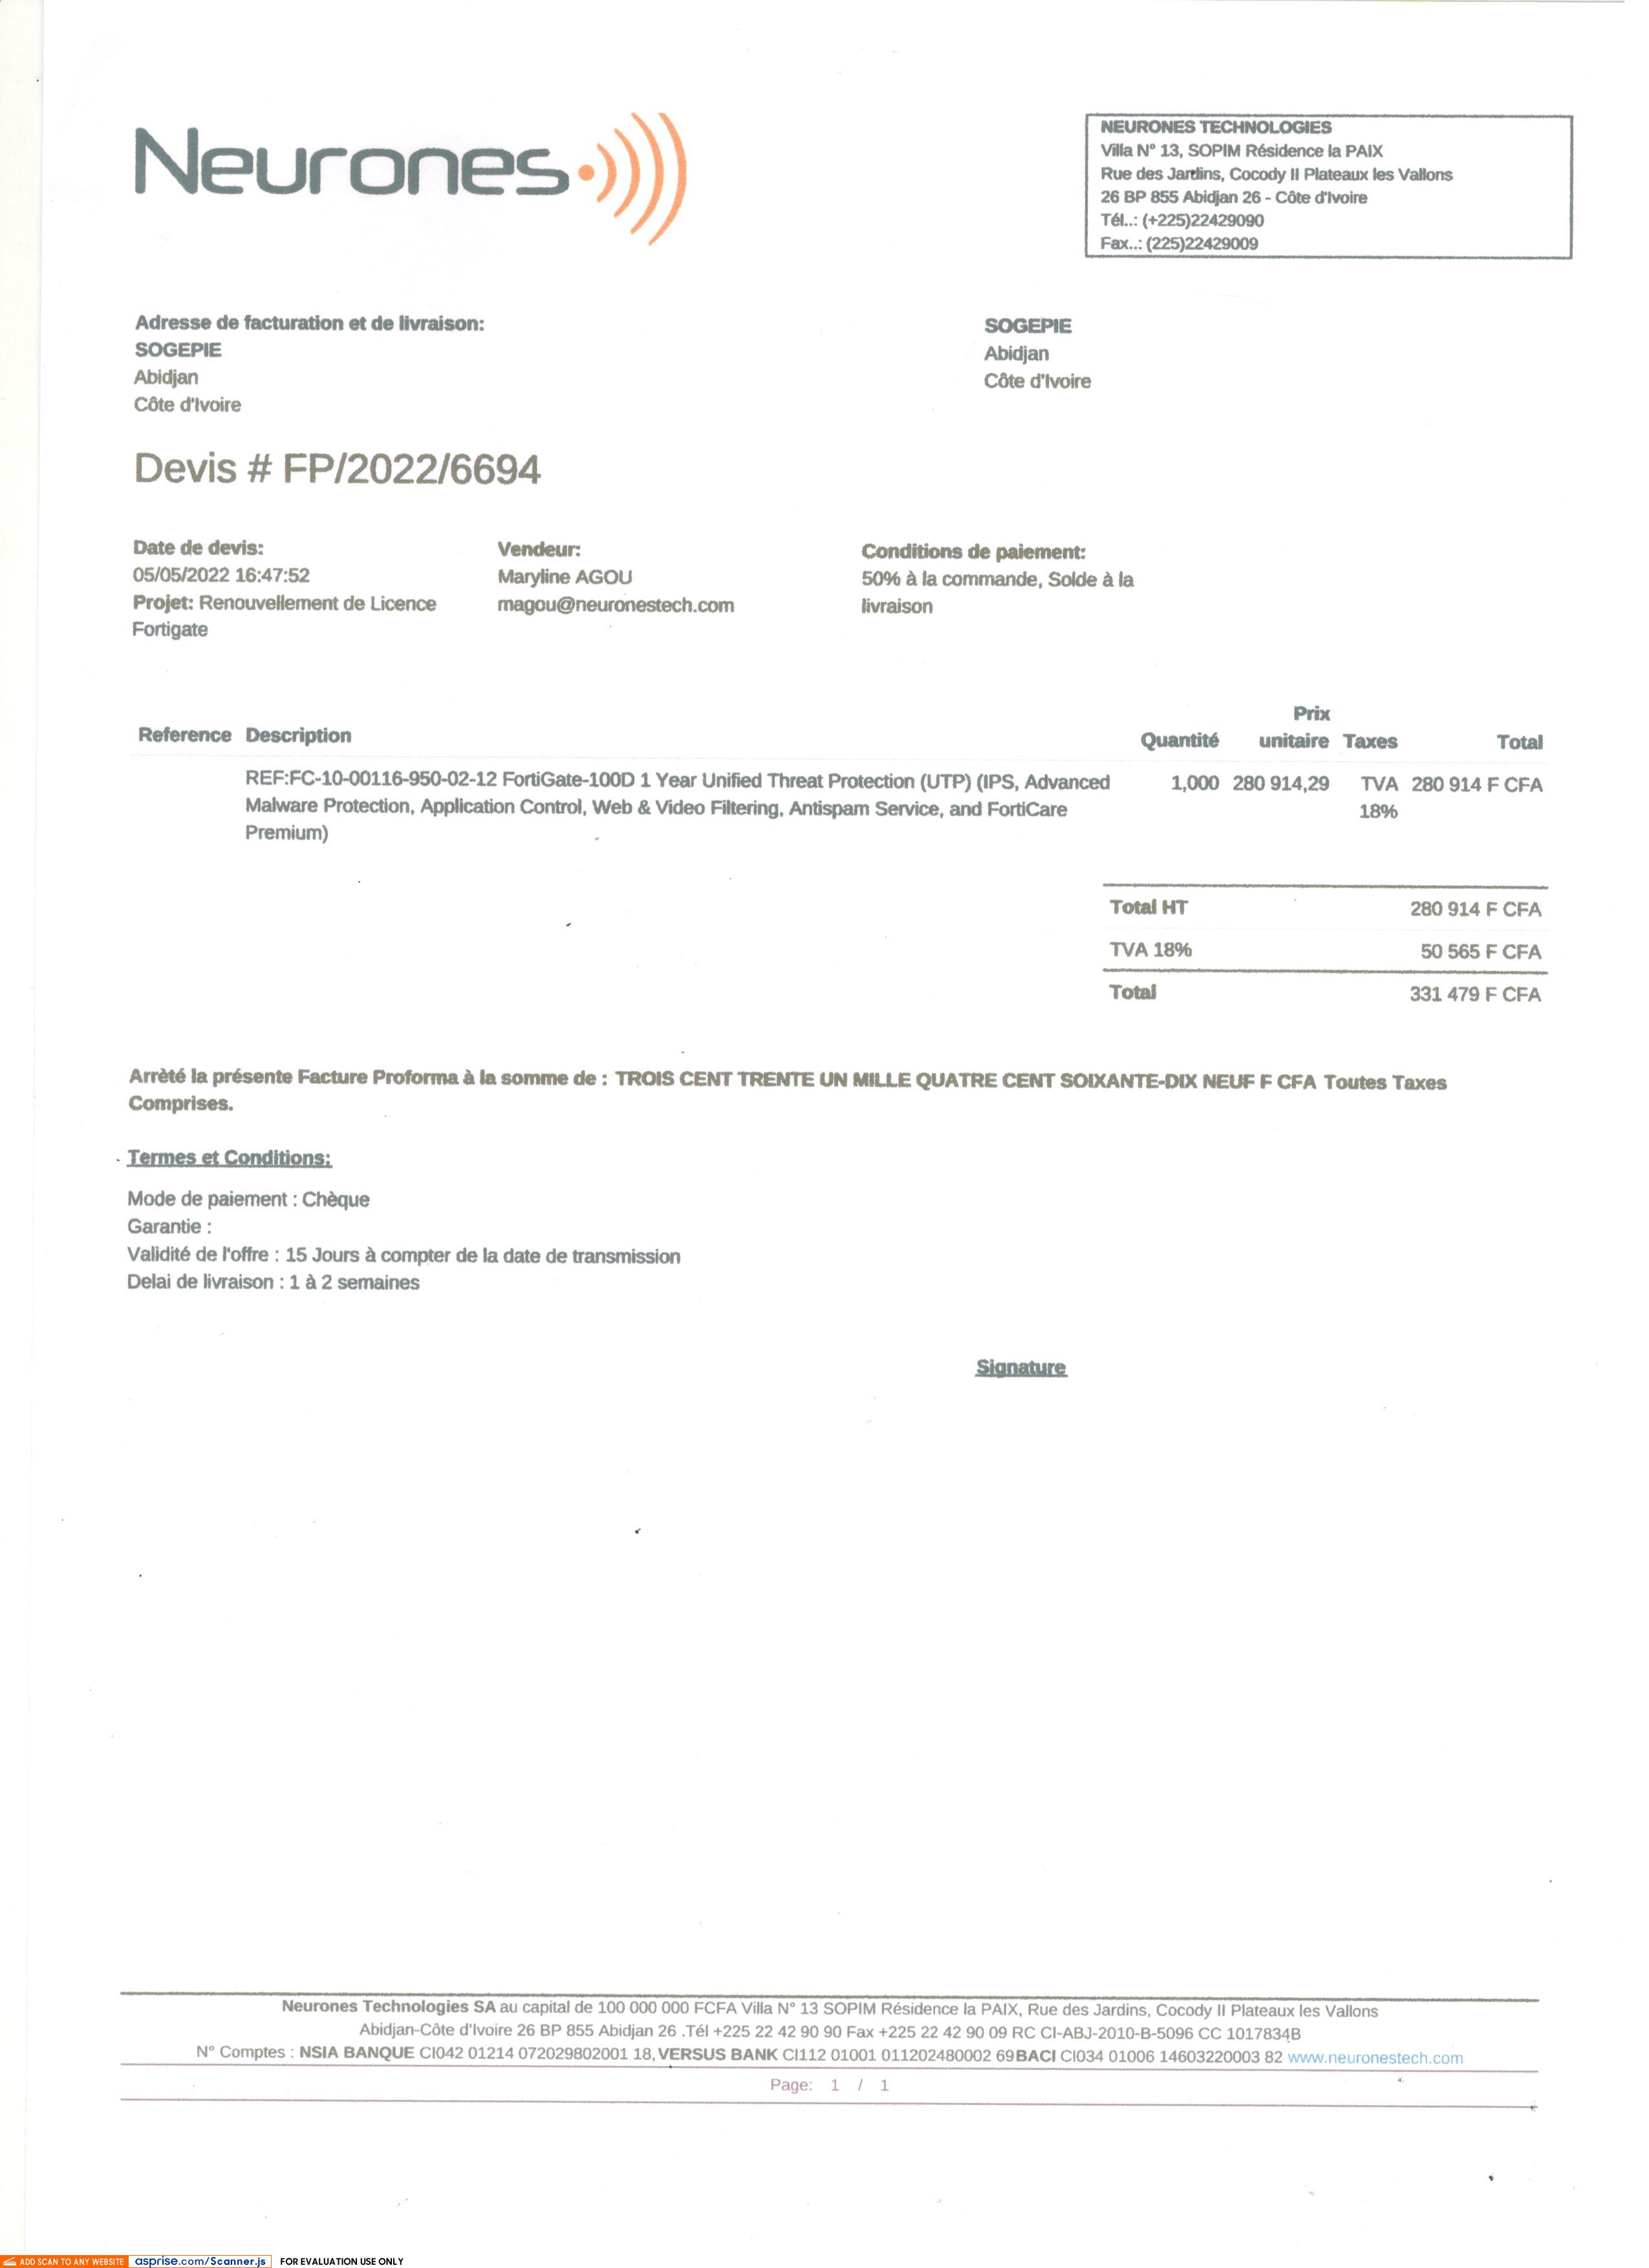 Neurones
NEURONES TECHNOLOGIES
Villa N° 13, SOPIM Résidence la PAIX
Rue des Jardins, Cocody II Plateaux les Vallons
26 BP 855 Abidjan 26 - Côte d'Ivoire
Tél..: (+225)22429090
Fax..: (225)22429009
Adresse de facturation et de livraison:
SOGEPIE
Abidjan
Côte d'Ivoire
SOGEPIE
Abidjan
Côte d'Ivoire
Devis # FP/2022/6694
Date de devis:
05/05/2022 16:47:52
Projet: Renouvellement de Licence
Fortigate
Vendeur:
Maryline AGOU
magou@neuronestech.com
Conditions de paiement:
50% à la commande, Solde à la
livraison
Reference Description Quantité Prix unitaire Taxes Total
REF:FC-10-00116-950-02-12 FortiGate-100D 1 Year Unified Threat Protection (UTP) (IPS, Advanced 1,000 280 914,29 TVA 280 914 F CFA
Malware Protection, Application Control, Web & Video Filtering, Antispam Service, and FortiCare 18%
Premium)
Total HT 280 914 F CFA
TVA 18% 50 565 F CFA
Total 331 479 F CFA
Arrèté la présente Facture Proforma à la somme de : TROIS CENT TRENTE UN MILLE QUATRE CENT SOIXANTE-DIX NEUF F CFA Toutes Taxes
Comprises.
Termes et Conditions:
Mode de paiement : Chèque
Garantie :
Validité de l'offre : 15 Jours à compter de la date de transmission
Delai de livraison : 1 à 2 semaines
Signature
Neurones Technologies SA au capital de 100 000 000 FCFA Villa N° 13 SOPIM Résidence la PAIX, Rue des Jardins, Cocody II Plateaux les Vallons
Abidjan-Côte d'Ivoire 26 BP 855 Abidjan 26 .Tél +225 22 42 90 90 Fax +225 22 42 90 09 RC CI-ABJ-2010-B-5096 CC 1017834B
N° Comptes : NSIA BANQUE CI042 01214 072029802001 18, VERSUS BANK CI112 01001 011202480002 69 BACI CI034 01006 14603220003 82 www.neuronestech.com
Page: 1 / 1
ADD SCAN TO ANY WEBSITE asprise.com/Scanner.js FOR EVALUATION USE ONLY